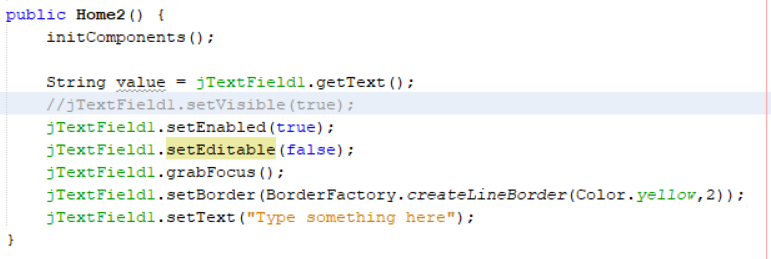 public Home2() {
initComponents();
String value = jTextField1.getText();
//jTextField1.setVisible(true);
jTextField1.setEnabled(true);
jTextField1.setEditable(false);
jTextField1.grabFocus();
jTextField1.setBorder(BorderFactory.createLineBorder(Color.yellow,2));
jTextField1.setText("Type something here");
}